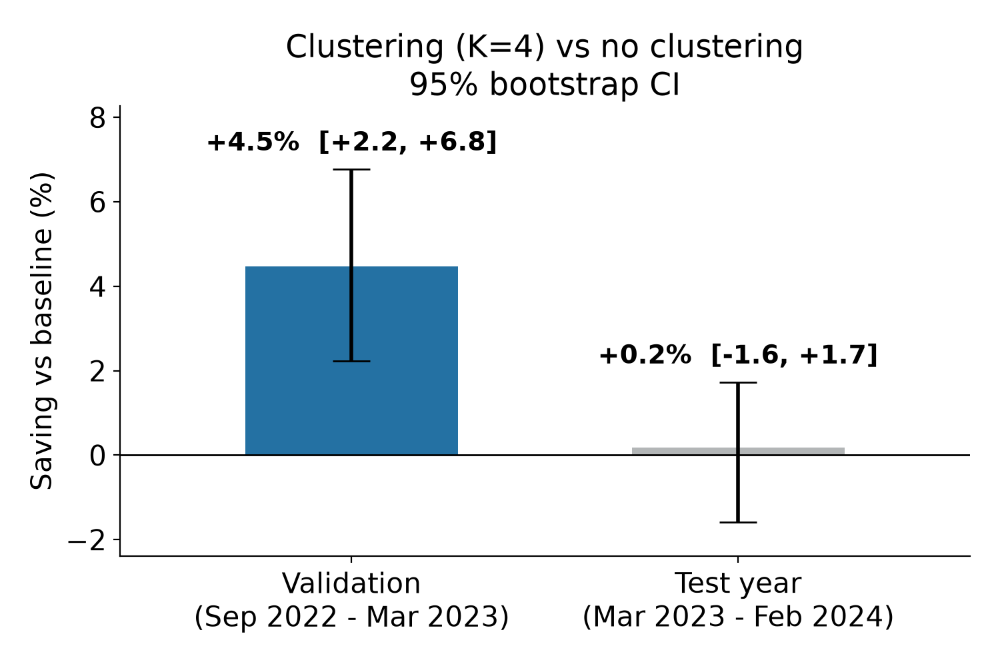 Clustering (K=4) vs no clustering
95% bootstrap CI
Saving vs baseline (%)
8
6
4
2
0
−2
+4.5%  [+2.2, +6.8]
+0.2%  [-1.6, +1.7]
Validation
(Sep 2022 - Mar 2023)
Test year
(Mar 2023 - Feb 2024)